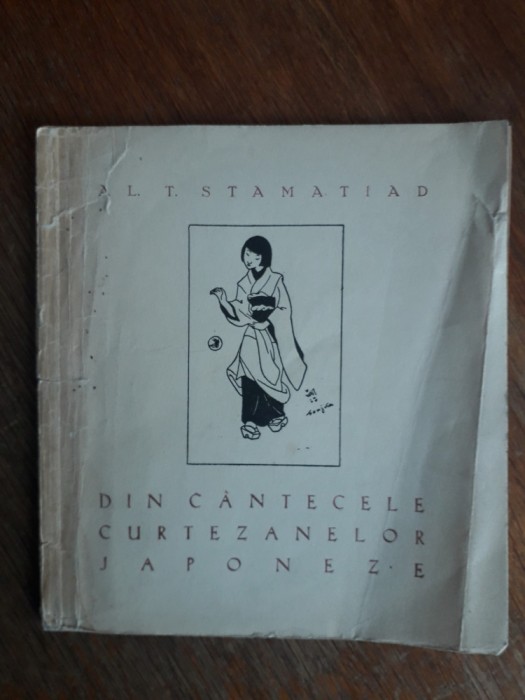 AL. T. STAMATIAD
DIN CÂNTECELE
CURTEZANELOR
JAPONEZE